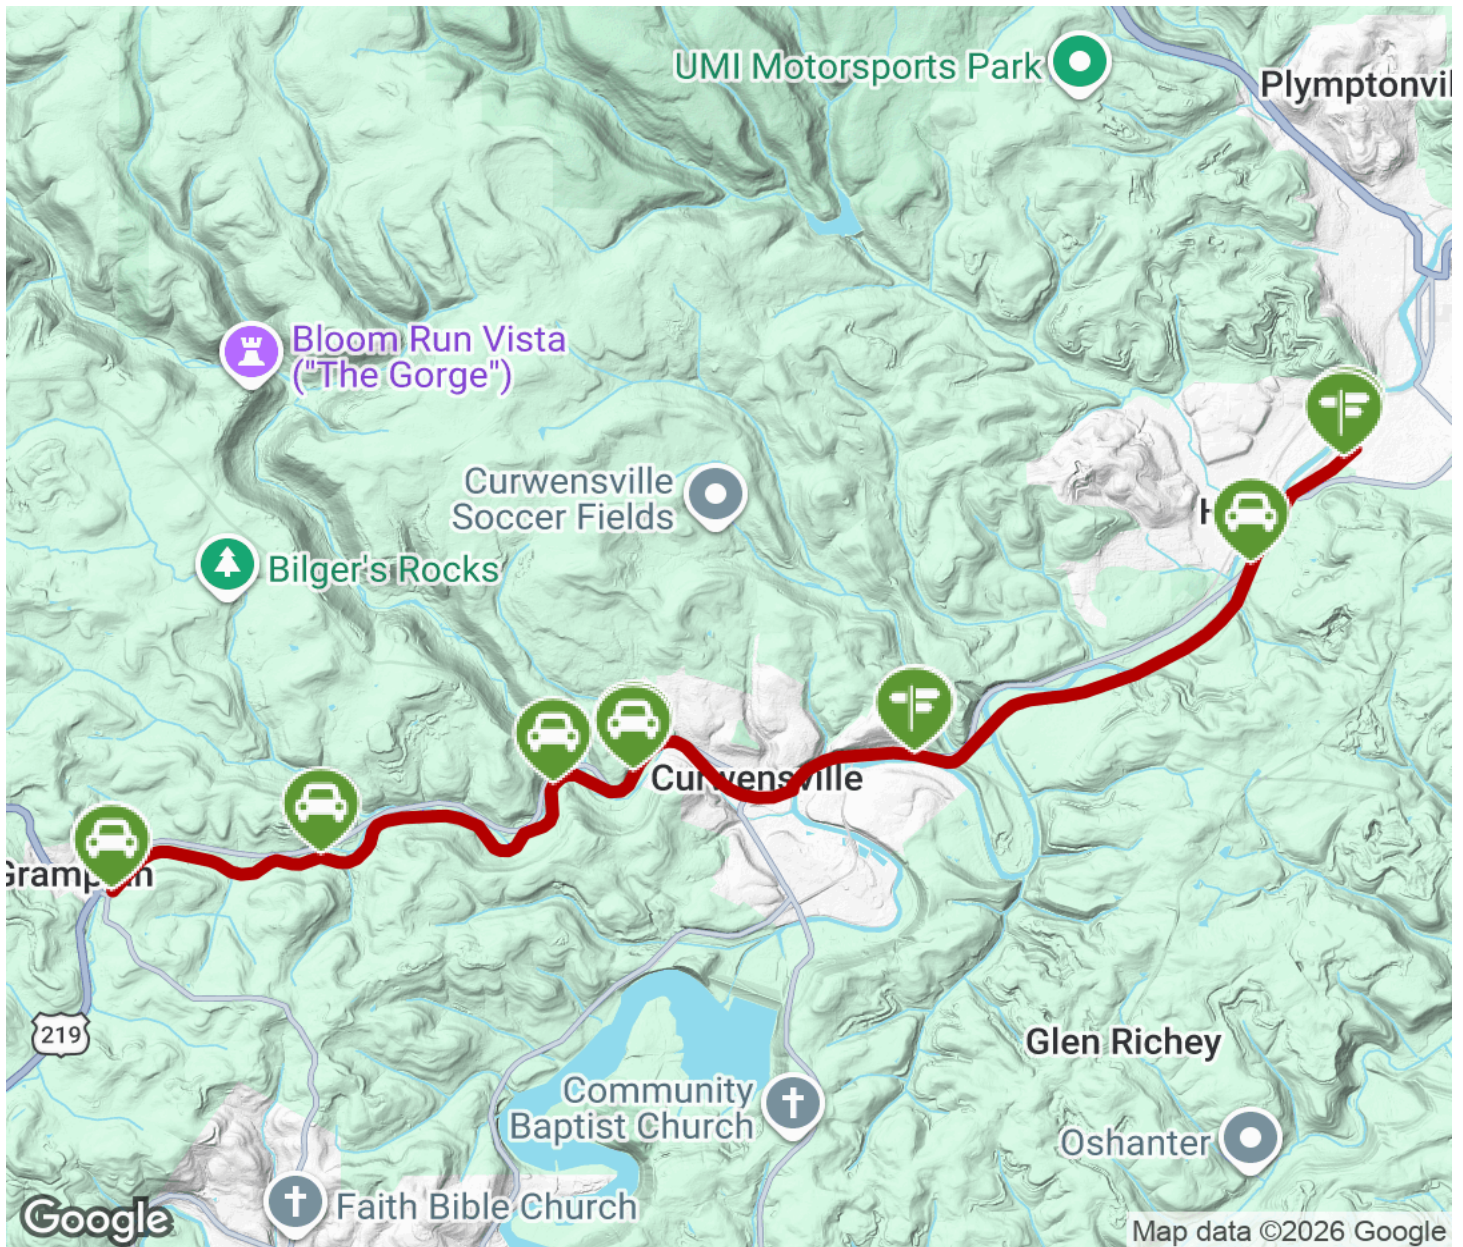 UMI Motorsports Park
Plymptonvil
Bloom Run Vista
("The Gorge")
Curwensville
Soccer Fields
H
Bilger's Rocks
Curwensville
219
Glen Richey
Community
Baptist Church
Oshanter
Faith Bible Church
Google
Map data ©2026 Google